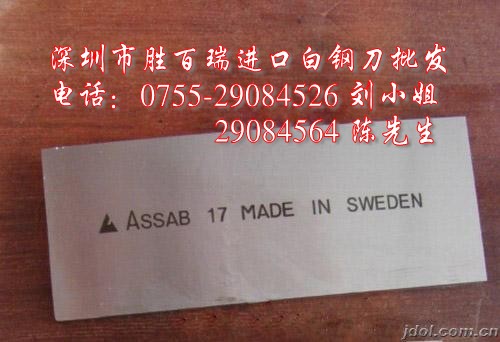 深圳市胜百瑞进口白钢刀批发
电话：0755-29084526 刘小姐
29084564 陈先生
ASSAB 17 MADE IN SWEDEN
jdol.com.cn